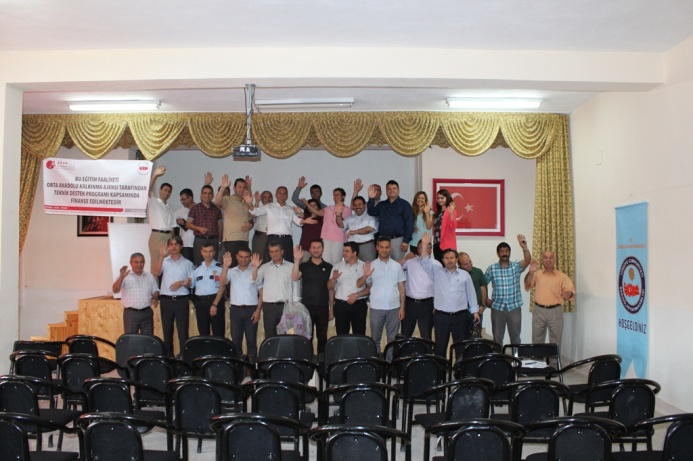 BU EĞİTİM FAALİYETİ
ORTA ANADOLU KALKINMA AJANSI TARAFINDAN
TEKNİK DESTEK PROGRAMI KAPSAMINDA
FİNANSE EDİLMEKTEDİR
HOŞGELDİNİZ